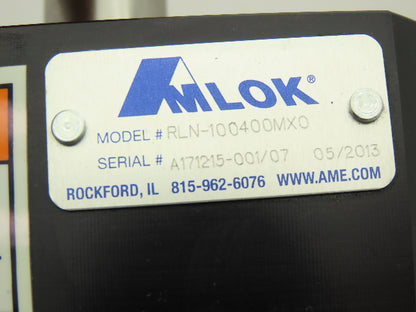 AMLOK®
MODEL # RLN-100400MX0
SERIAL # A171215-001/07 05/2013
ROCKFORD, IL 815-962-6076 WWW.AME.COM